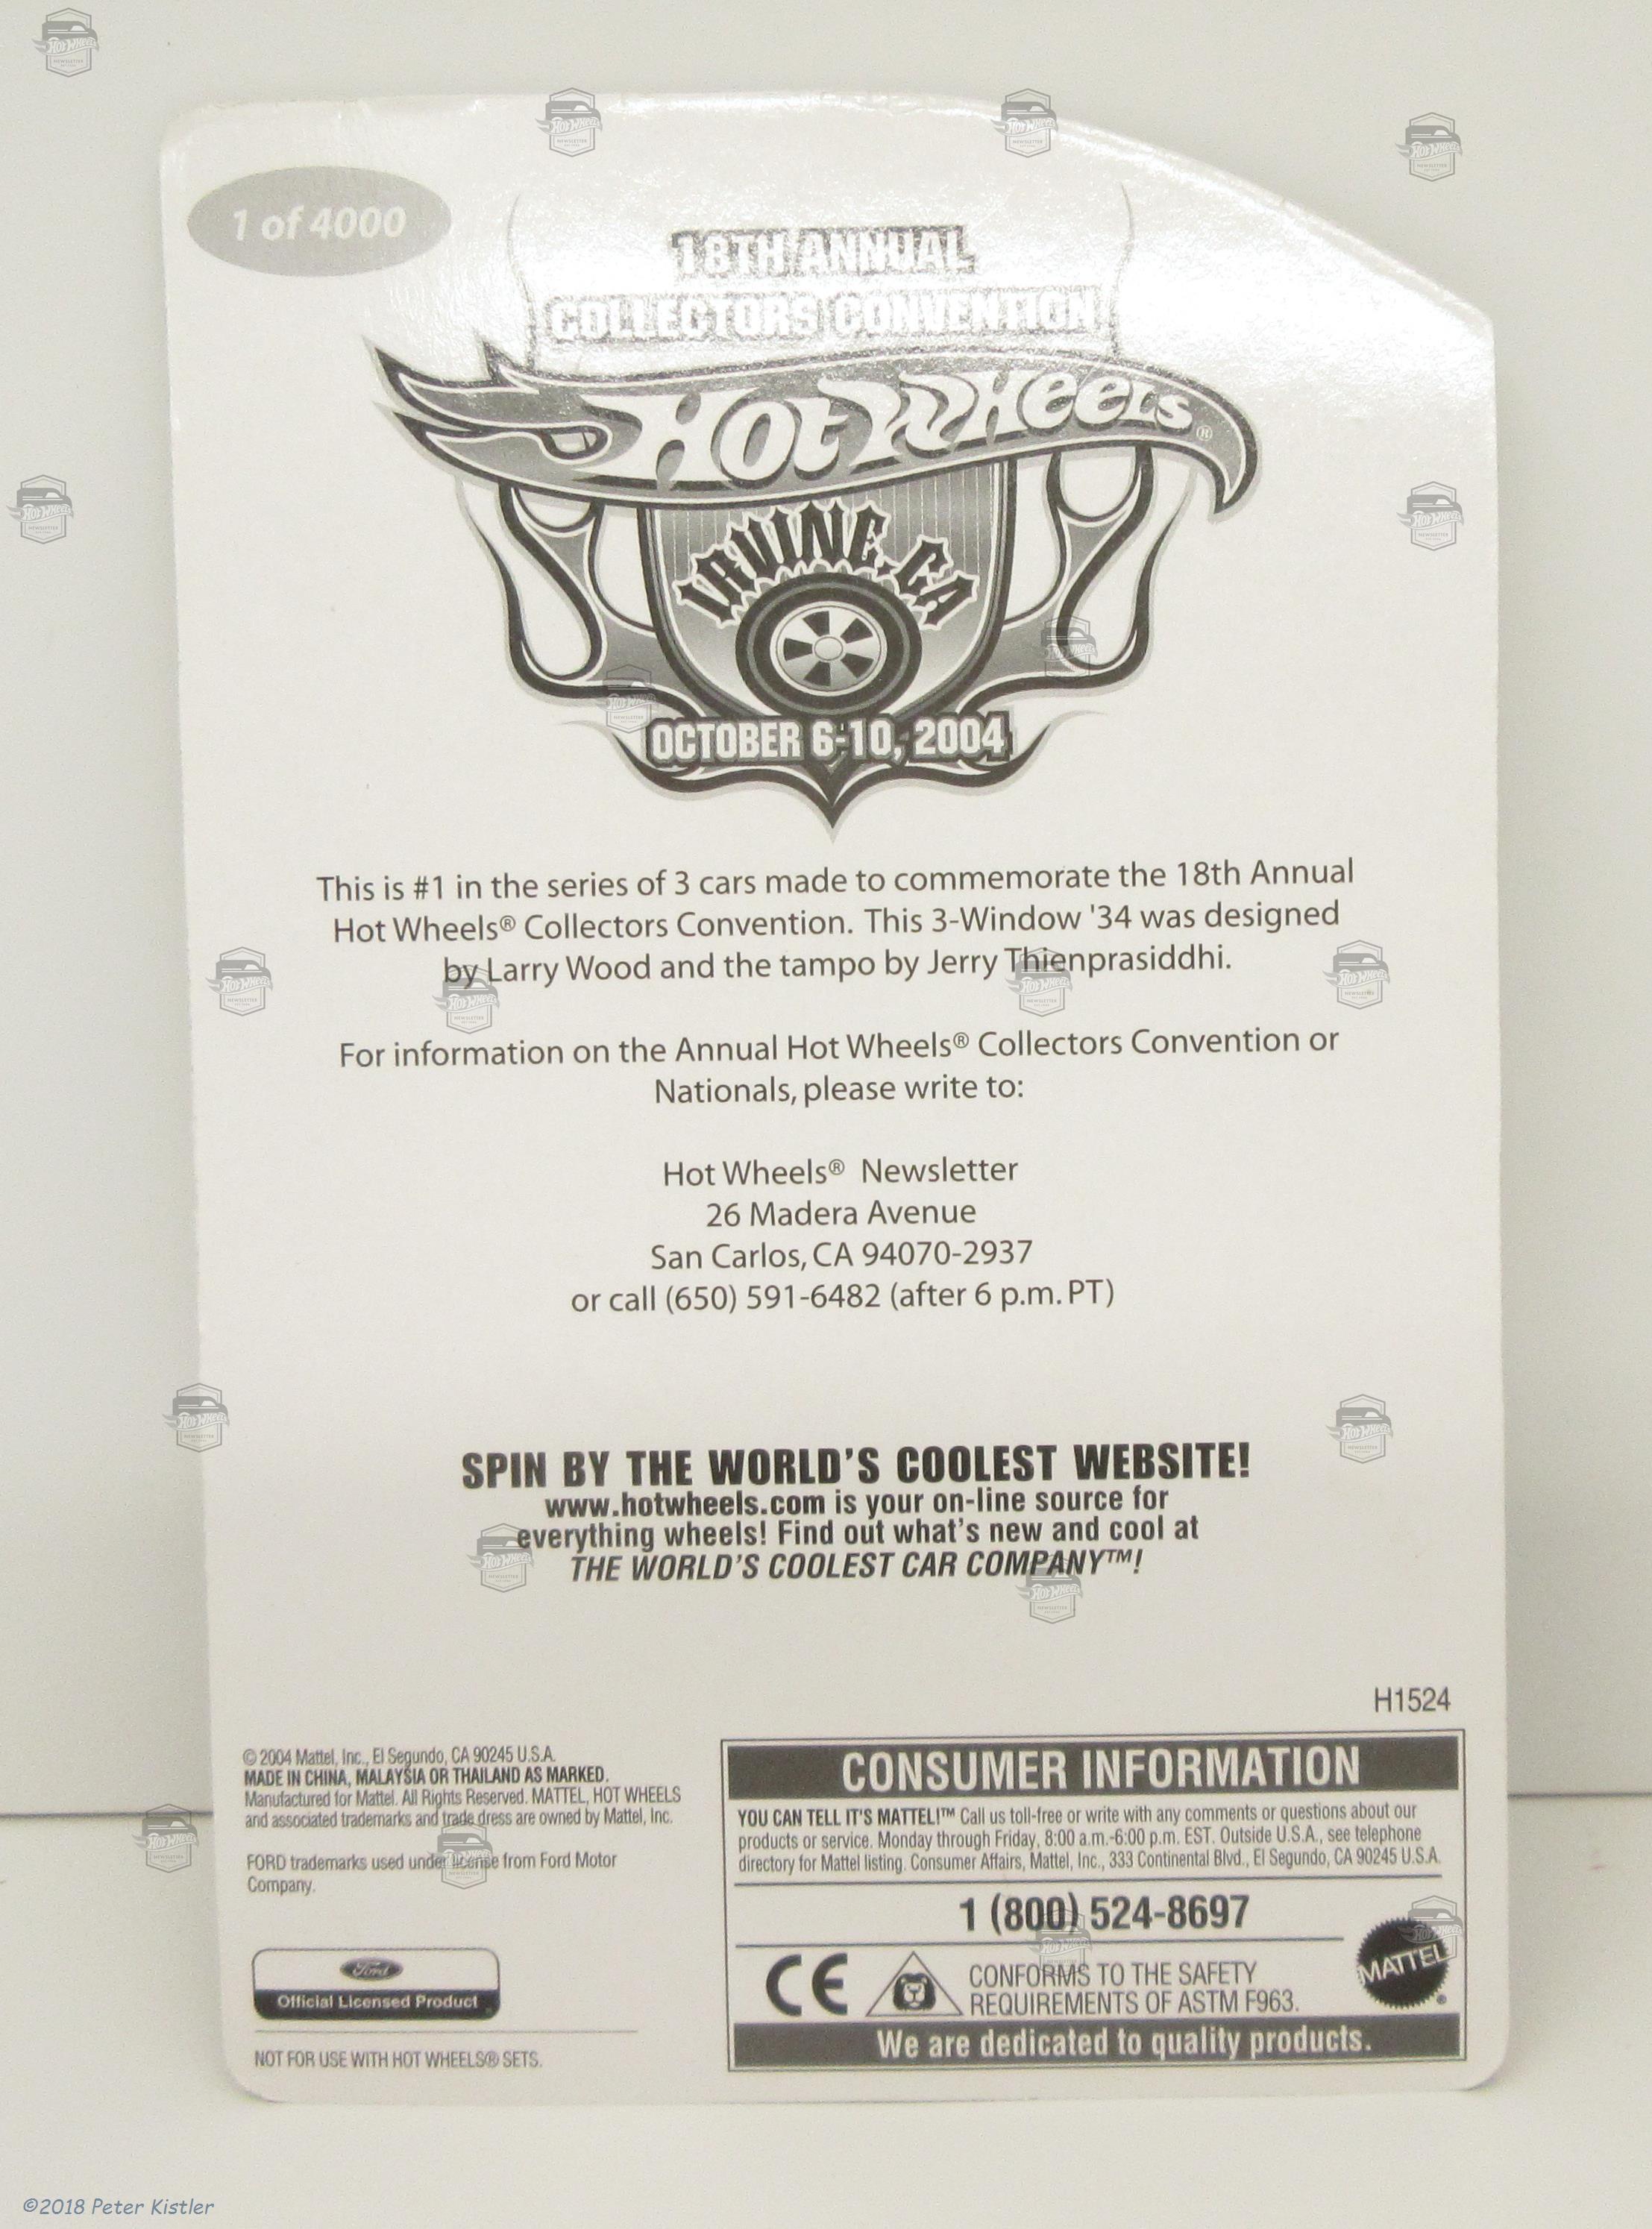 1 of 4000
18TH ANNUAL
COLLECTORS CONVENTION
HOT WHEELS®
IRVINE, CA
OCTOBER 6-10, 2004
This is #1 in the series of 3 cars made to commemorate the 18th Annual
Hot Wheels® Collectors Convention. This 3-Window '34 was designed
by Larry Wood and the tampo by Jerry Thienprasiddhi.
For information on the Annual Hot Wheels® Collectors Convention or
Nationals, please write to:
Hot Wheels® Newsletter
26 Madera Avenue
San Carlos, CA 94070-2937
or call (650) 591-6482 (after 6 p.m. PT)
SPIN BY THE WORLD'S COOLEST WEBSITE!
www.hotwheels.com is your on-line source for
everything wheels! Find out what's new and cool at
THE WORLD'S COOLEST CAR COMPANY™!
H1524
© 2004 Mattel, Inc., El Segundo, CA 90245 U.S.A.
MADE IN CHINA, MALAYSIA OR THAILAND AS MARKED.
Manufactured for Mattel. All Rights Reserved. MATTEL, HOT WHEELS
and associated trademarks and trade dress are owned by Mattel, Inc.
FORD trademarks used under license from Ford Motor
Company.
Ford
Official Licensed Product
NOT FOR USE WITH HOT WHEELS® SETS.
CONSUMER INFORMATION
YOU CAN TELL IT'S MATTEL!™ Call us toll-free or write with any comments or questions about our
products or service. Monday through Friday, 8:00 a.m.-6:00 p.m. EST. Outside U.S.A., see telephone
directory for Mattel listing. Consumer Affairs, Mattel, Inc., 333 Continental Blvd., El Segundo, CA 90245 U.S.A.
1 (800) 524-8697
CE
CONFORMS TO THE SAFETY
REQUIREMENTS OF ASTM F963.
MATTEL®
We are dedicated to quality products.
©2018 Peter Kistler